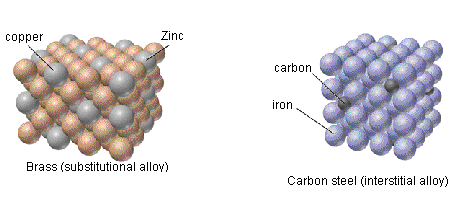 copper
Zinc
Brass (substitutional alloy)
carbon
iron
Carbon steel (interstitial alloy)